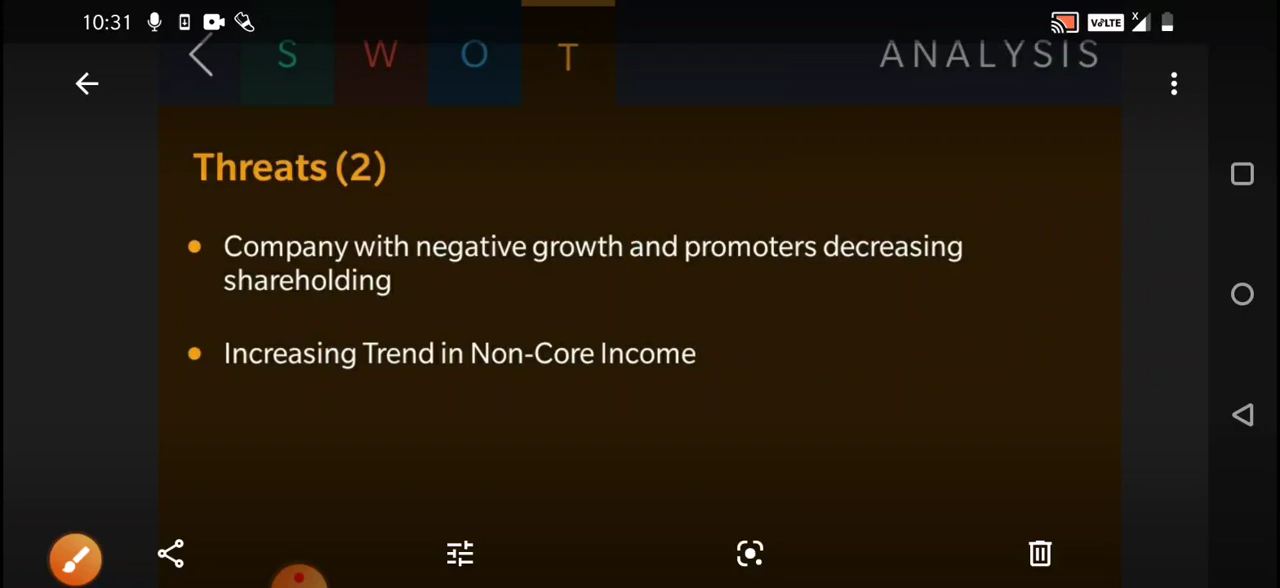 10:31 VoLTE X
S W O T ANALYSIS
Threats (2)
Company with negative growth and promoters decreasing
shareholding
Increasing Trend in Non-Core Income